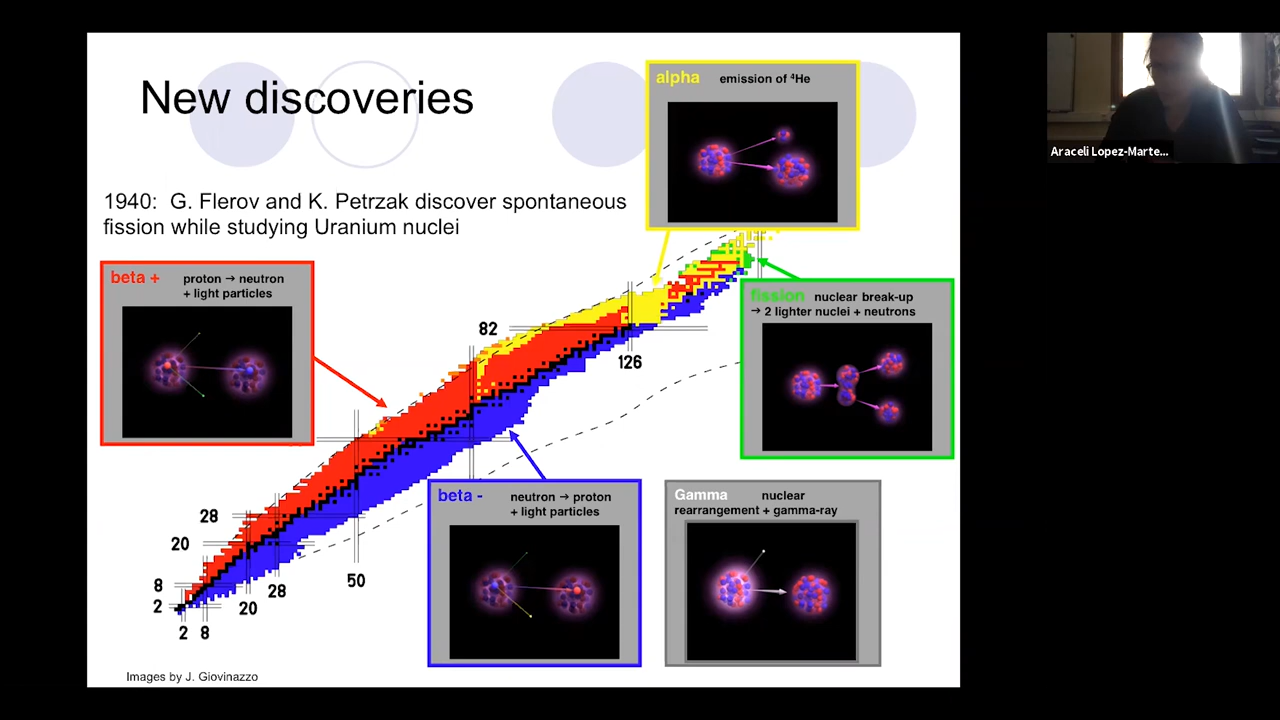 New discoveries
1940:  G. Flerov and K. Petrzak discover spontaneous
fission while studying Uranium nuclei
alpha emission of ⁴He
beta + proton → neutron
+ light particles
fission nuclear break-up
→ 2 lighter nuclei + neutrons
beta - neutron → proton
+ light particles
Gamma nuclear
rearrangement + gamma-ray
82
126
28
20
50
8
28
2
20
2 8
Images by J. Giovinazzo
Araceli Lopez-Marte...